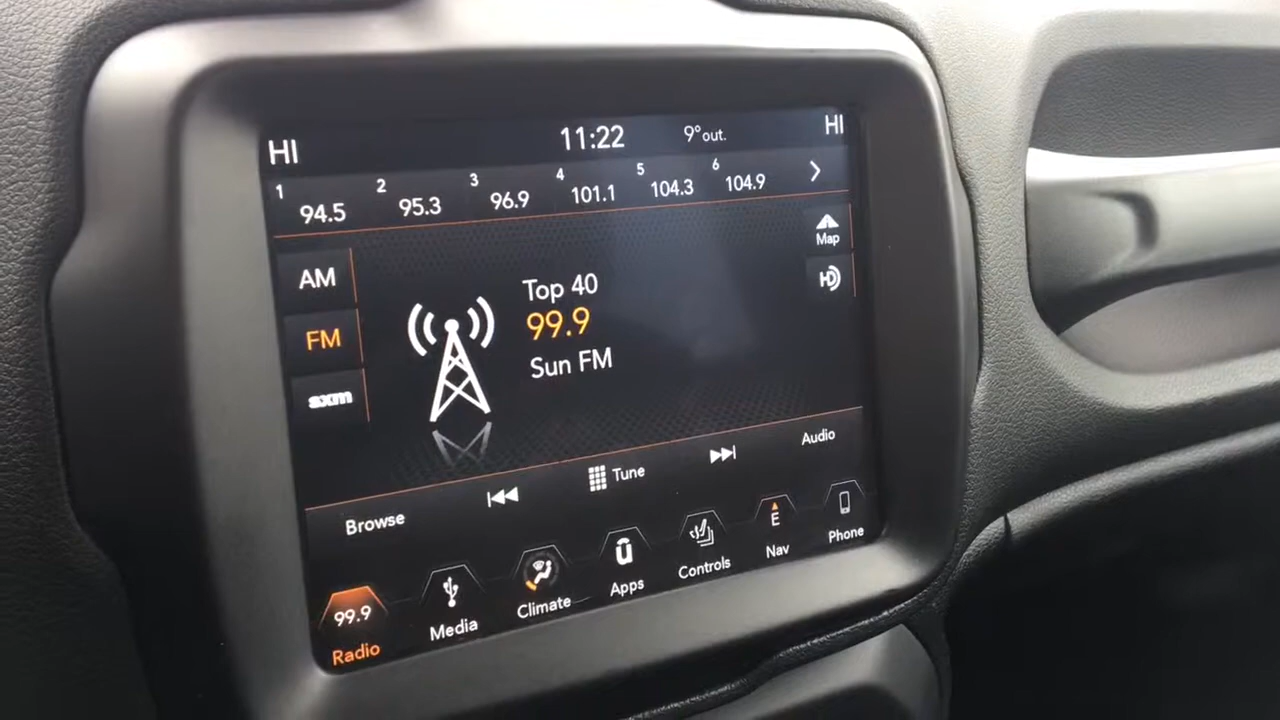 HI 11:22 9° out. HI
1 94.5 2 95.3 3 96.9 4 101.1 5 104.3 6 104.9
Map
AM
HD
Top 40
FM
99.9
Sun FM
sxm
Browse Tune Audio
99.9 E
Radio Media Climate Apps Controls Nav Phone